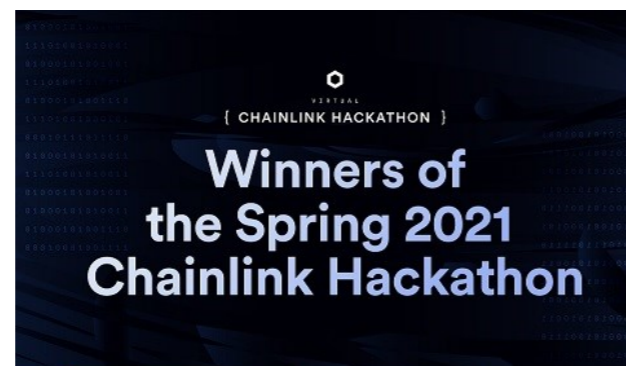 VIRTUAL
{ CHAINLINK HACKATHON }
Winners of
the Spring 2021
Chainlink Hackathon